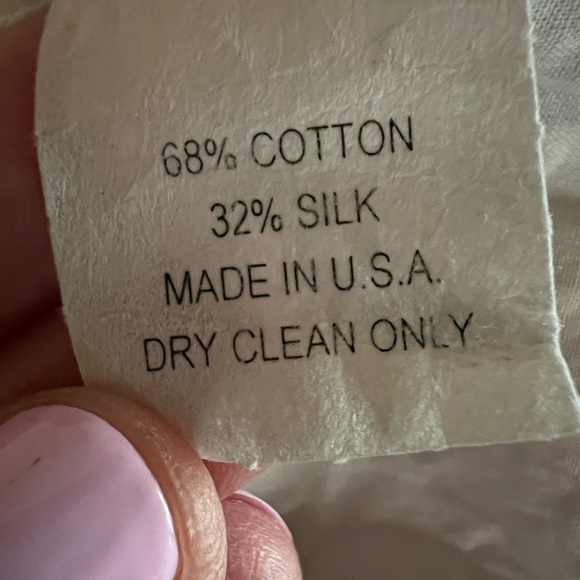 68% COTTON
32% SILK
MADE IN U.S.A.
DRY CLEAN ONLY